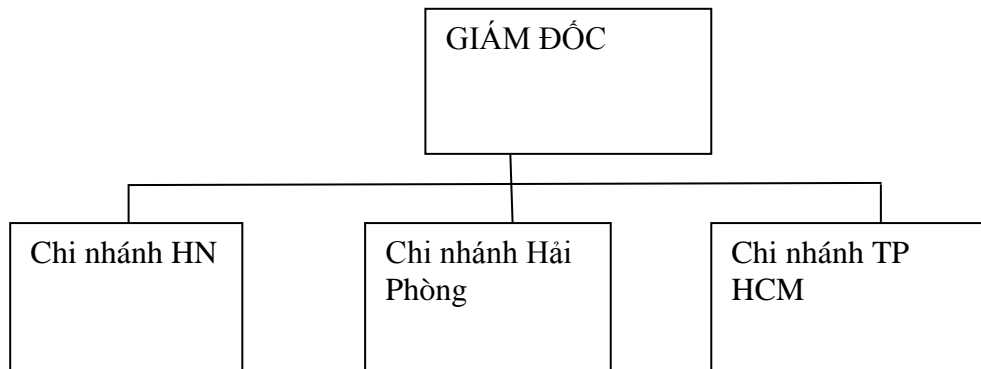 GIÁM ĐỐC
Chi nhánh HN
Chi nhánh Hải
Phòng
Chi nhánh TP
HCM